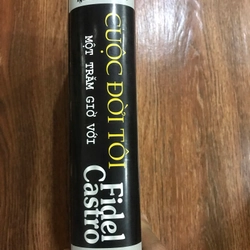 CUỘC ĐỜI TÔI
MỘT TRĂM GIỜ VỚI
Fidel
Castro